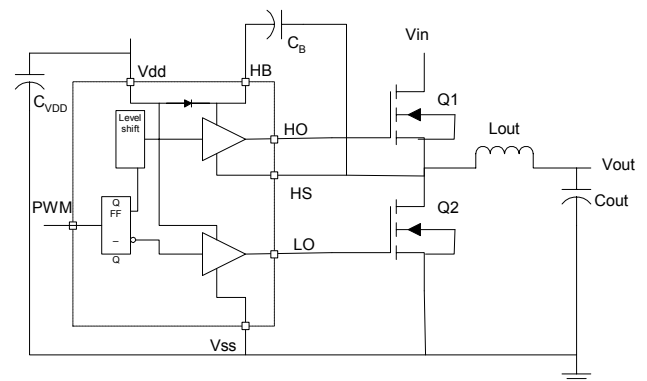 Vin
C_B
Vdd
HB
C_VDD
Q1
Level
shift
HO
Lout
Vout
HS
Cout
PWM
Q
FF
Q2
LO
_
Q
Vss